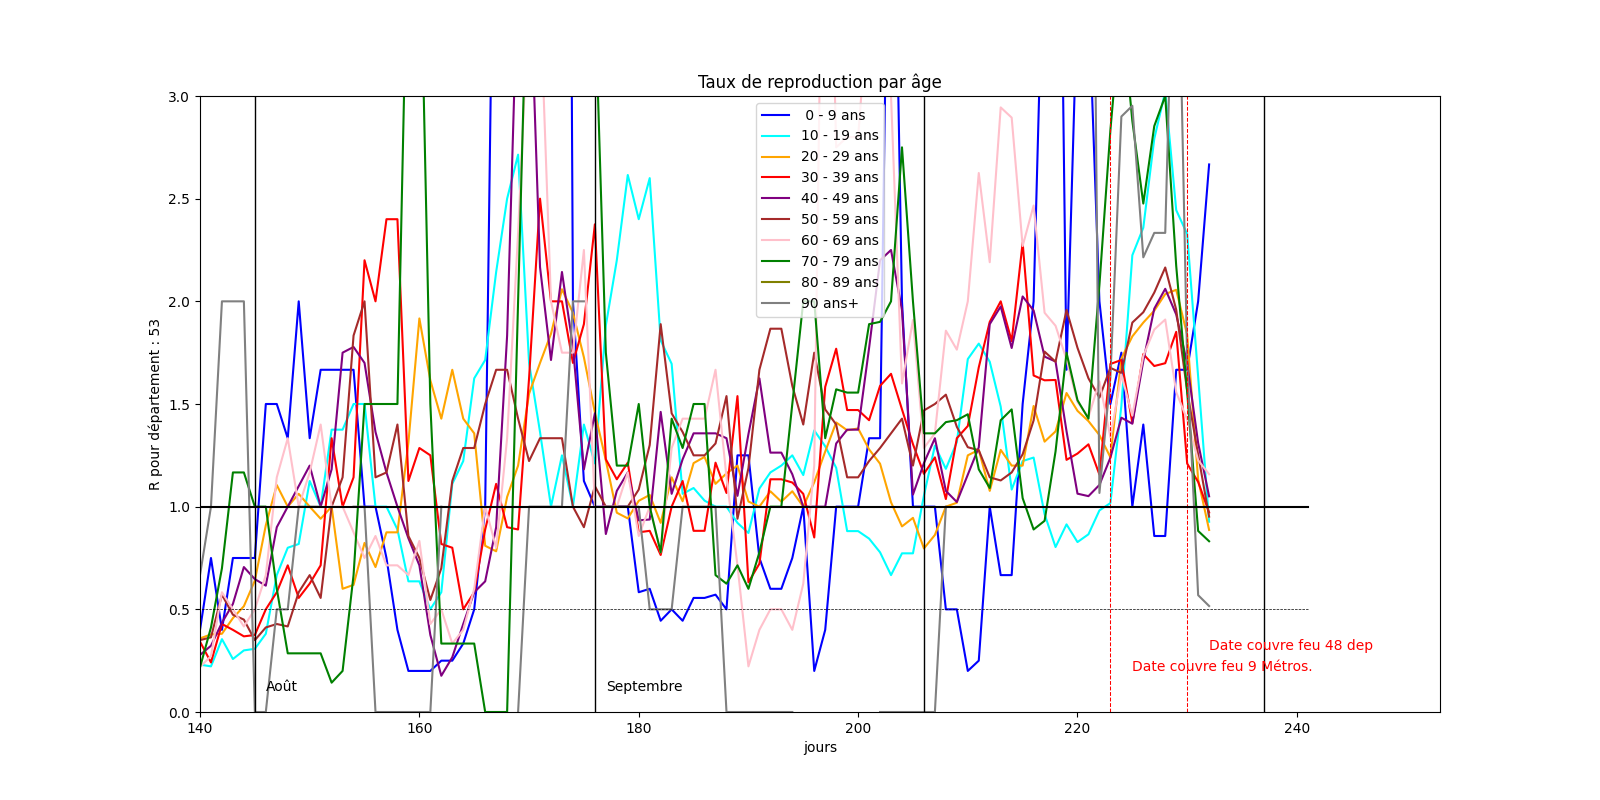 Taux de reproduction par âge
R pour département : 53
3.0
2.5
2.0
1.5
1.0
0.5
0.0
0 - 9 ans
10 - 19 ans
20 - 29 ans
30 - 39 ans
40 - 49 ans
50 - 59 ans
60 - 69 ans
70 - 79 ans
80 - 89 ans
90 ans+
Date couvre feu 48 dep
Date couvre feu 9 Métros.
Août
Septembre
140
160
180
200
220
240
jours